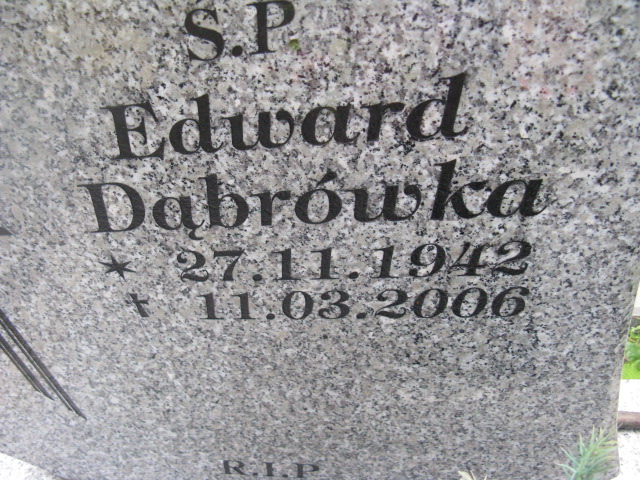 S.P
Edward
Dąbrówka
* 27.11.1942
† 11.03.2006
R.I.P